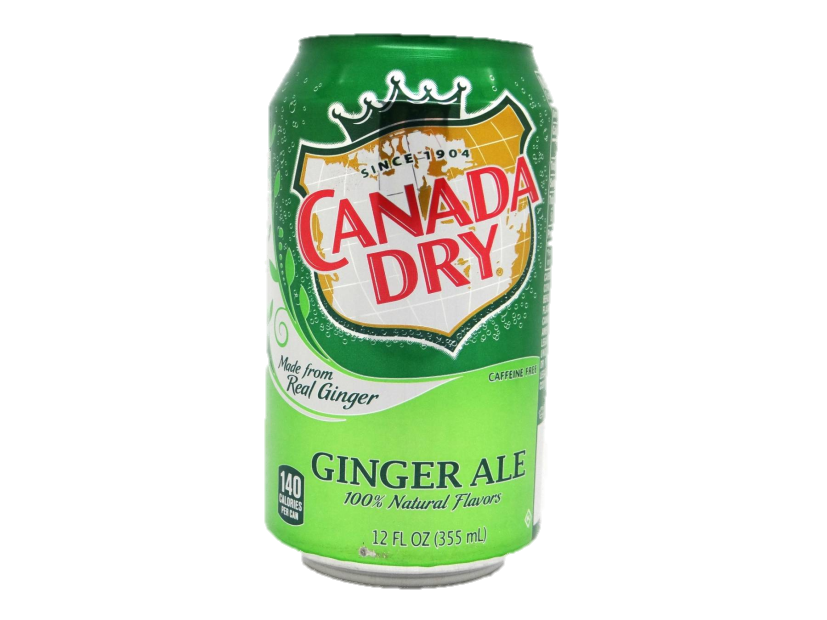 SINCE 1904
CANADA
DRY
Made from
Real Ginger
CAFFEINE FREE
GINGER ALE
100% Natural Flavors
140
CALORIES
PER CAN
12 FL OZ (355 mL)